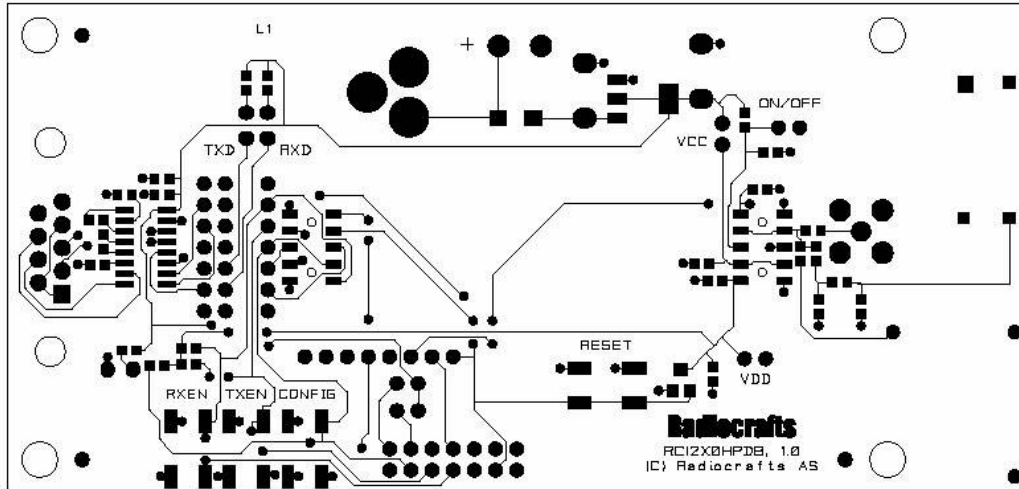 L1
+
ON/OFF
TXD
RXD
VCC
RESET
VDD
RXEN
TXEN
CONFIG
Radiocrafts
RC12X0HPDB, 1.0
(C) Radiocrafts AS